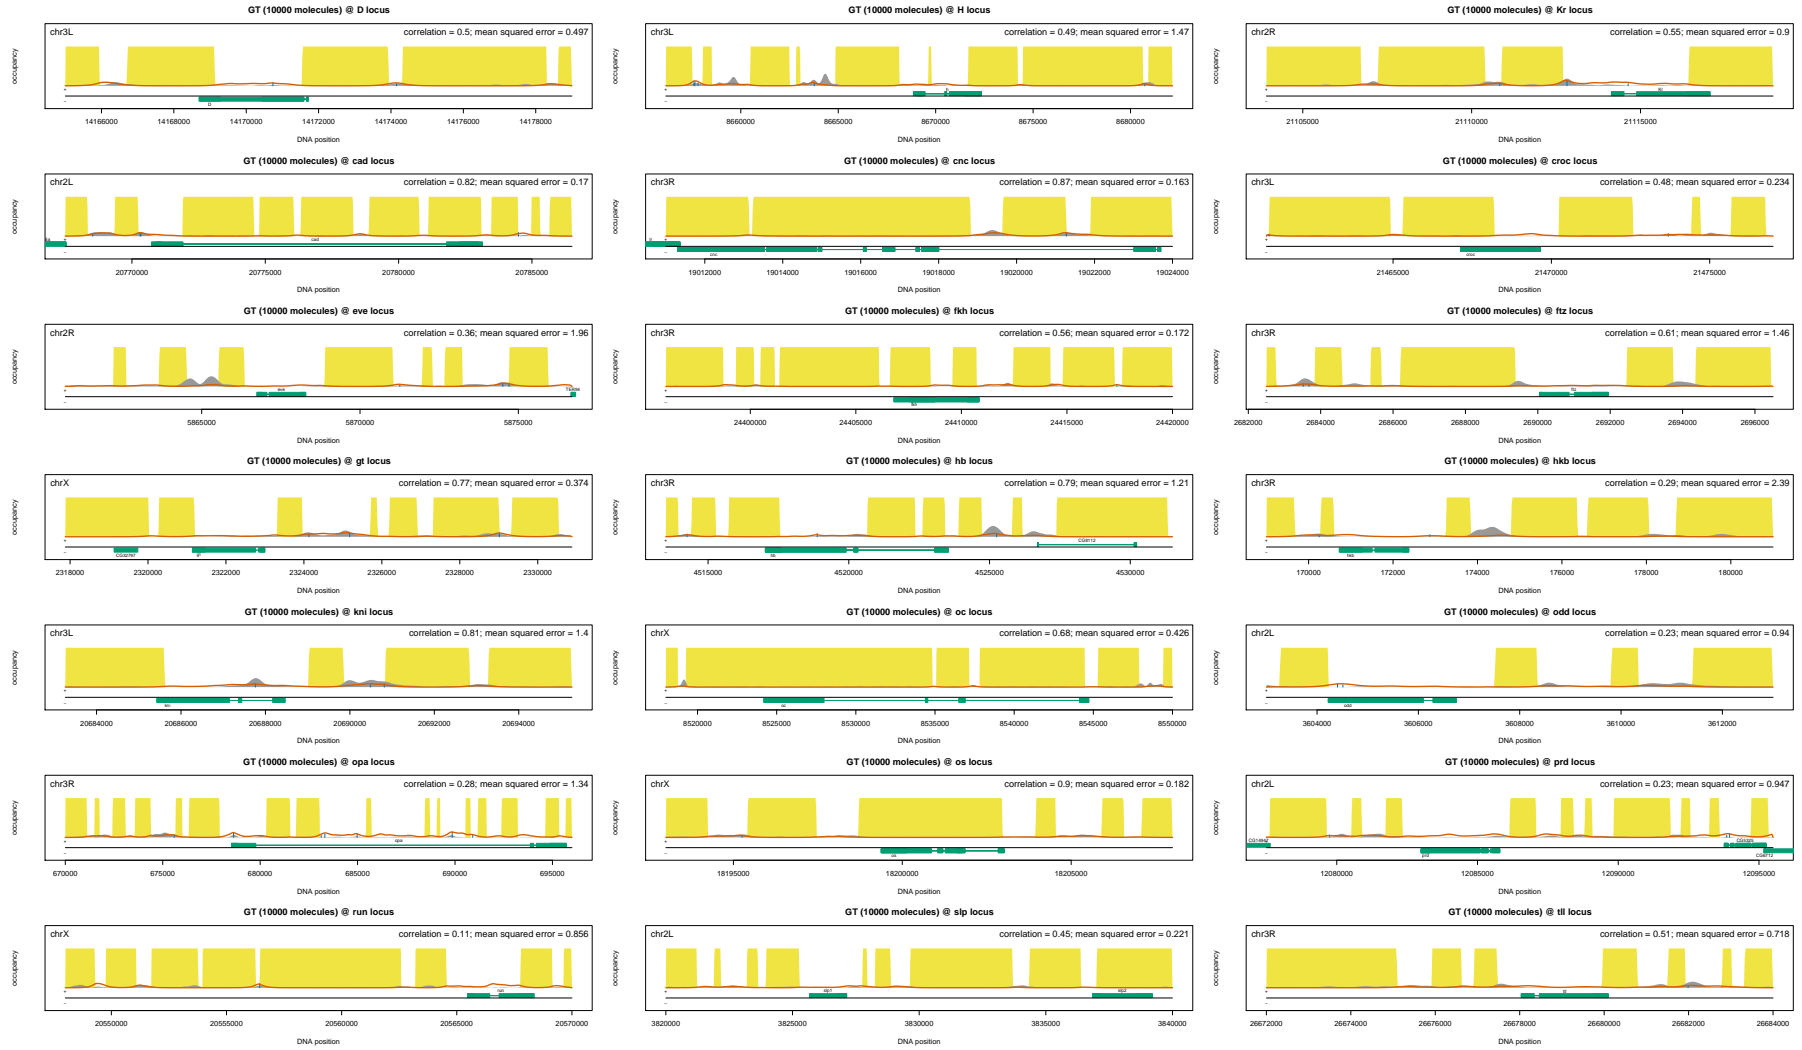 GT (10000 molecules) @ D locus
chr3L
correlation = 0.5; mean squared error = 0.497
occupancy
+
−
D
14166000 14168000 14170000 14172000 14174000 14176000 14178000
DNA position
GT (10000 molecules) @ H locus
chr3L
correlation = 0.49; mean squared error = 1.47
occupancy
+
−
h
8660000 8665000 8670000 8675000 8680000
DNA position
GT (10000 molecules) @ Kr locus
chr2R
correlation = 0.55; mean squared error = 0.9
occupancy
+
−
21105000 21110000 21115000
DNA position
GT (10000 molecules) @ cad locus
chr2L
correlation = 0.82; mean squared error = 0.17
occupancy
+
−
cad
20770000 20775000 20780000 20785000
DNA position
GT (10000 molecules) @ cnc locus
chr3R
correlation = 0.87; mean squared error = 0.163
occupancy
+
−
cnc
19012000 19014000 19016000 19018000 19020000 19022000 19024000
DNA position
GT (10000 molecules) @ croc locus
chr3L
correlation = 0.48; mean squared error = 0.234
occupancy
+
−
croc
21465000 21470000 21475000
DNA position
GT (10000 molecules) @ eve locus
chr2R
correlation = 0.36; mean squared error = 1.96
occupancy
+
−
eve
TER94
5865000 5870000 5875000
DNA position
GT (10000 molecules) @ fkh locus
chr3R
correlation = 0.56; mean squared error = 0.172
occupancy
+
−
fkh
24400000 24405000 24410000 24415000 24420000
DNA position
GT (10000 molecules) @ ftz locus
chr3R
correlation = 0.61; mean squared error = 1.46
occupancy
+
−
ftz
2682000 2684000 2686000 2688000 2690000 2692000 2694000 2696000
DNA position
GT (10000 molecules) @ gt locus
chrX
correlation = 0.77; mean squared error = 0.374
occupancy
+
−
CG32797
gt
2318000 2320000 2322000 2324000 2326000 2328000 2330000
DNA position
GT (10000 molecules) @ hb locus
chr3R
correlation = 0.79; mean squared error = 1.21
occupancy
+
−
hb
CG8112
4515000 4520000 4525000 4530000
DNA position
GT (10000 molecules) @ hkb locus
chr3R
correlation = 0.29; mean squared error = 2.39
occupancy
+
−
hkb
170000 172000 174000 176000 178000 180000
DNA position
GT (10000 molecules) @ kni locus
chr3L
correlation = 0.81; mean squared error = 1.4
occupancy
+
−
kni
20684000 20686000 20688000 20690000 20692000 20694000
DNA position
GT (10000 molecules) @ oc locus
chrX
correlation = 0.68; mean squared error = 0.426
occupancy
+
−
oc
8520000 8525000 8530000 8535000 8540000 8545000 8550000
DNA position
GT (10000 molecules) @ odd locus
chr2L
correlation = 0.23; mean squared error = 0.94
occupancy
+
−
odd
3604000 3606000 3608000 3610000 3612000
DNA position
GT (10000 molecules) @ opa locus
chr3R
correlation = 0.28; mean squared error = 1.34
occupancy
+
−
opa
670000 675000 680000 685000 690000 695000
DNA position
GT (10000 molecules) @ os locus
chrX
correlation = 0.9; mean squared error = 0.182
occupancy
+
−
os
18195000 18200000 18205000
DNA position
GT (10000 molecules) @ prd locus
chr2L
correlation = 0.23; mean squared error = 0.947
occupancy
+
−
prd
12080000 12085000 12090000 12095000
DNA position
GT (10000 molecules) @ run locus
chrX
correlation = 0.11; mean squared error = 0.856
occupancy
+
−
run
20550000 20555000 20560000 20565000 20570000
DNA position
GT (10000 molecules) @ slp locus
chr2L
correlation = 0.45; mean squared error = 0.221
occupancy
+
−
slp1
slp2
3820000 3825000 3830000 3835000 3840000
DNA position
GT (10000 molecules) @ tll locus
chr3R
correlation = 0.51; mean squared error = 0.718
occupancy
+
−
tll
26672000 26674000 26676000 26678000 26680000 26682000 26684000
DNA position